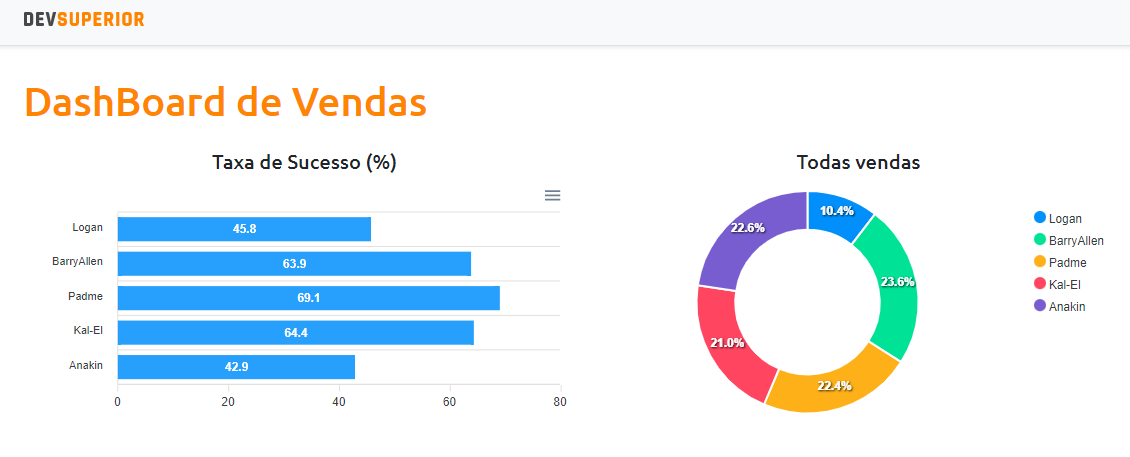 DEVSUPERIOR
DashBoard de Vendas
Taxa de Sucesso (%)
Logan
45.8
BarryAllen
63.9
Padme
69.1
Kal-El
64.4
Anakin
42.9
0 20 40 60 80
Todas vendas
10.4%
23.6%
22.4%
21.0%
22.6%
Logan
BarryAllen
Padme
Kal-El
Anakin